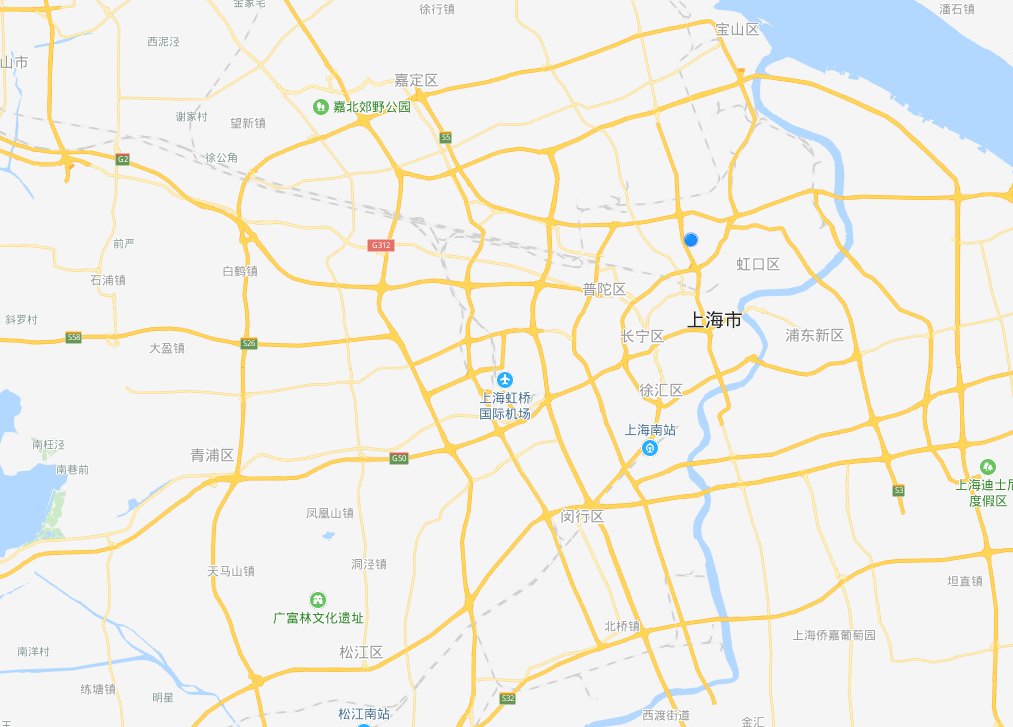 金家宅
徐行镇
潘石镇
西泥泾
宝山区
山市
嘉定区
嘉北郊野公园
谢家村
望新镇
S5
徐公角
G2
前严
G312
白鹤镇
虹口区
石浦镇
普陀区
斜罗村
上海市
S58
大盈镇
S26
长宁区
浦东新区
徐汇区
上海虹桥
国际机场
上海南站
南枉泾
青浦区
G50
南巷前
上海迪士尼
度假区
S3
凤凰山镇
闵行区
天马山镇
洞泾镇
坦直镇
广富林文化遗址
北桥镇
上海侨嘉葡萄园
南洋村
松江区
练塘镇
明星
S32
松江南站
西渡街道
金汇